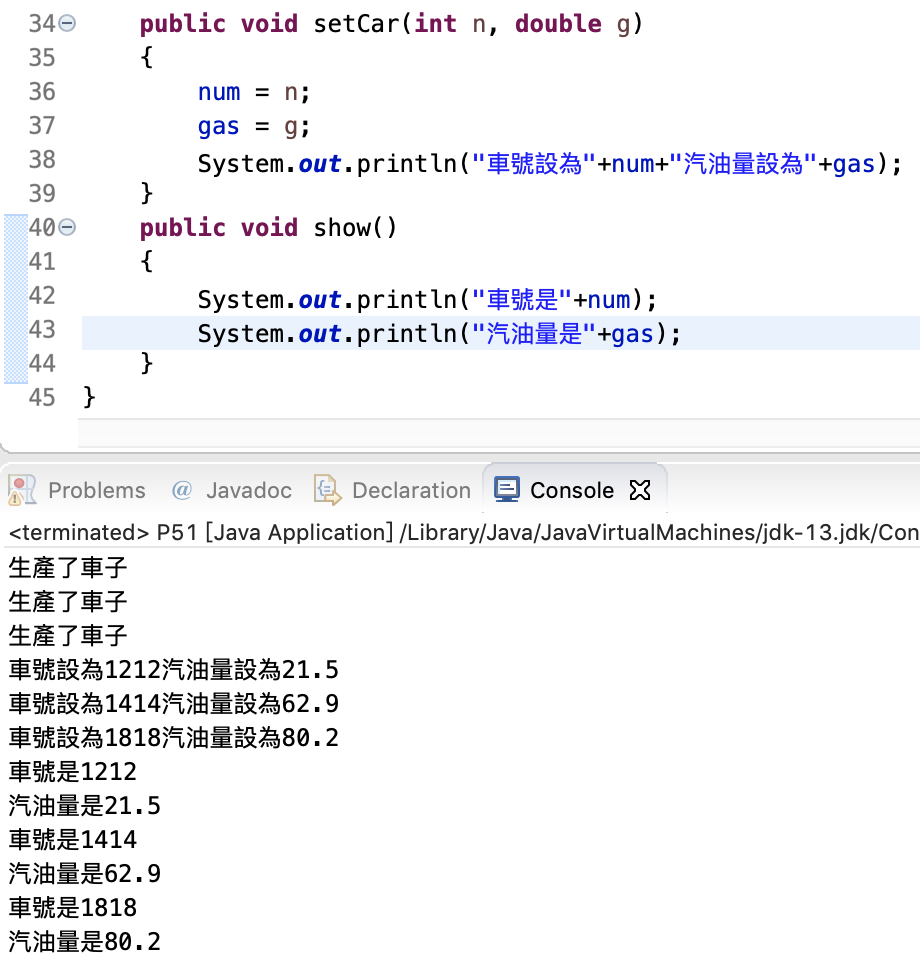 34 public void setCar(int n, double g)
35 {
36 num = n;
37 gas = g;
38 System.out.println("車號設為"+num+"汽油量設為"+gas);
39 }
40 public void show()
41 {
42 System.out.println("車號是"+num);
43 System.out.println("汽油量是"+gas);
44 }
45 }
Problems @ Javadoc Declaration Console
<terminated> P51 [Java Application] /Library/Java/JavaVirtualMachines/jdk-13.jdk/Con
生產了車子
生產了車子
生產了車子
車號設為1212汽油量設為21.5
車號設為1414汽油量設為62.9
車號設為1818汽油量設為80.2
車號是1212
汽油量是21.5
車號是1414
汽油量是62.9
車號是1818
汽油量是80.2